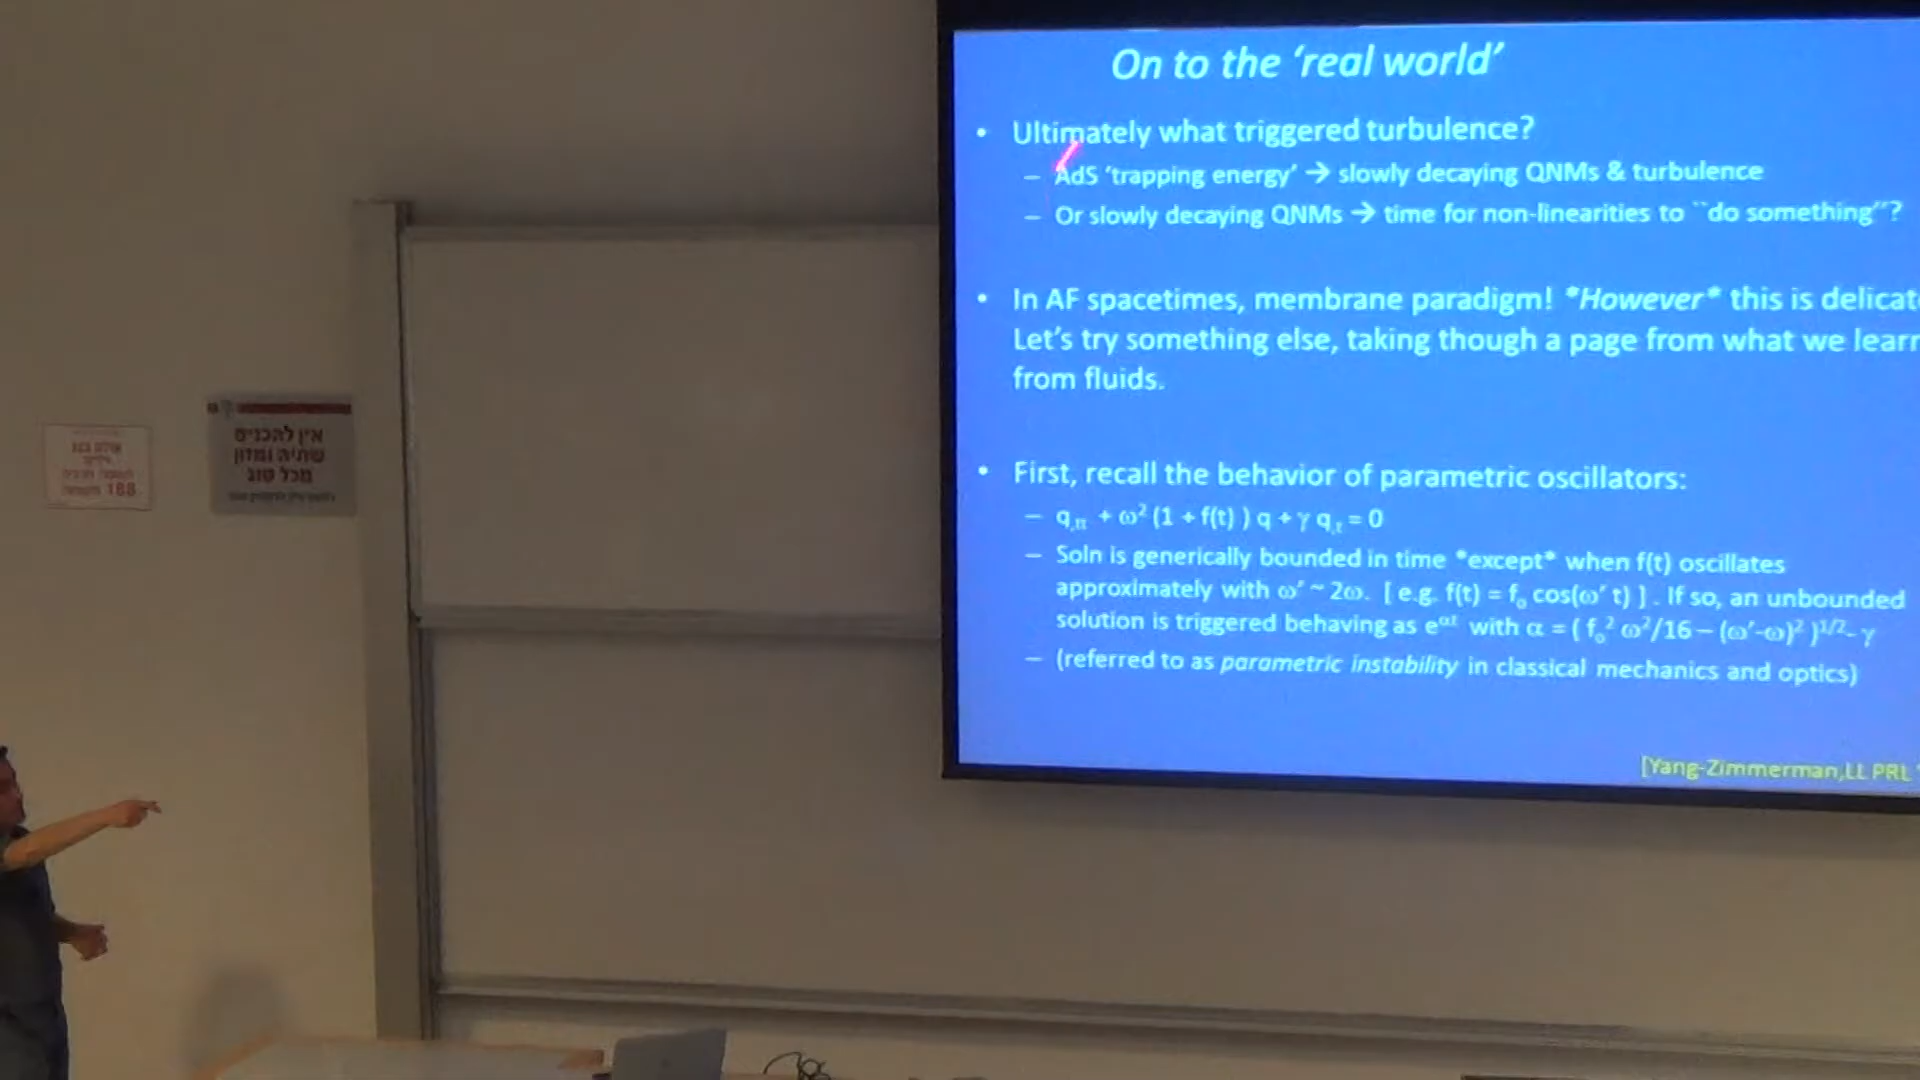 On to the ‘real world’
• Ultimately what triggered turbulence?
– AdS ‘trapping energy’ → slowly decaying QNMs & turbulence
– Or slowly decaying QNMs → time for non-linearities to ``do something’’?
• In AF spacetimes, membrane paradigm! *However* this is delicat
Let’s try something else, taking though a page from what we learn
from fluids.
• First, recall the behavior of parametric oscillators:
– q,tt + ω² (1 + f(t) ) q + γ q,t = 0
– Soln is generically bounded in time *except* when f(t) oscillates
approximately with ω’ ~ 2ω. [ e.g. f(t) = fₒ cos(ω’ t) ] . If so, an unbounded
solution is triggered behaving as e^αt with α = ( fₒ² ω²/16 – (ω’-ω)² )^1/2- γ
– (referred to as parametric instability in classical mechanics and optics)
[Yang-Zimmerman,LL PRL
אין להכניס
שתיה ומזון
מכל סוג
188